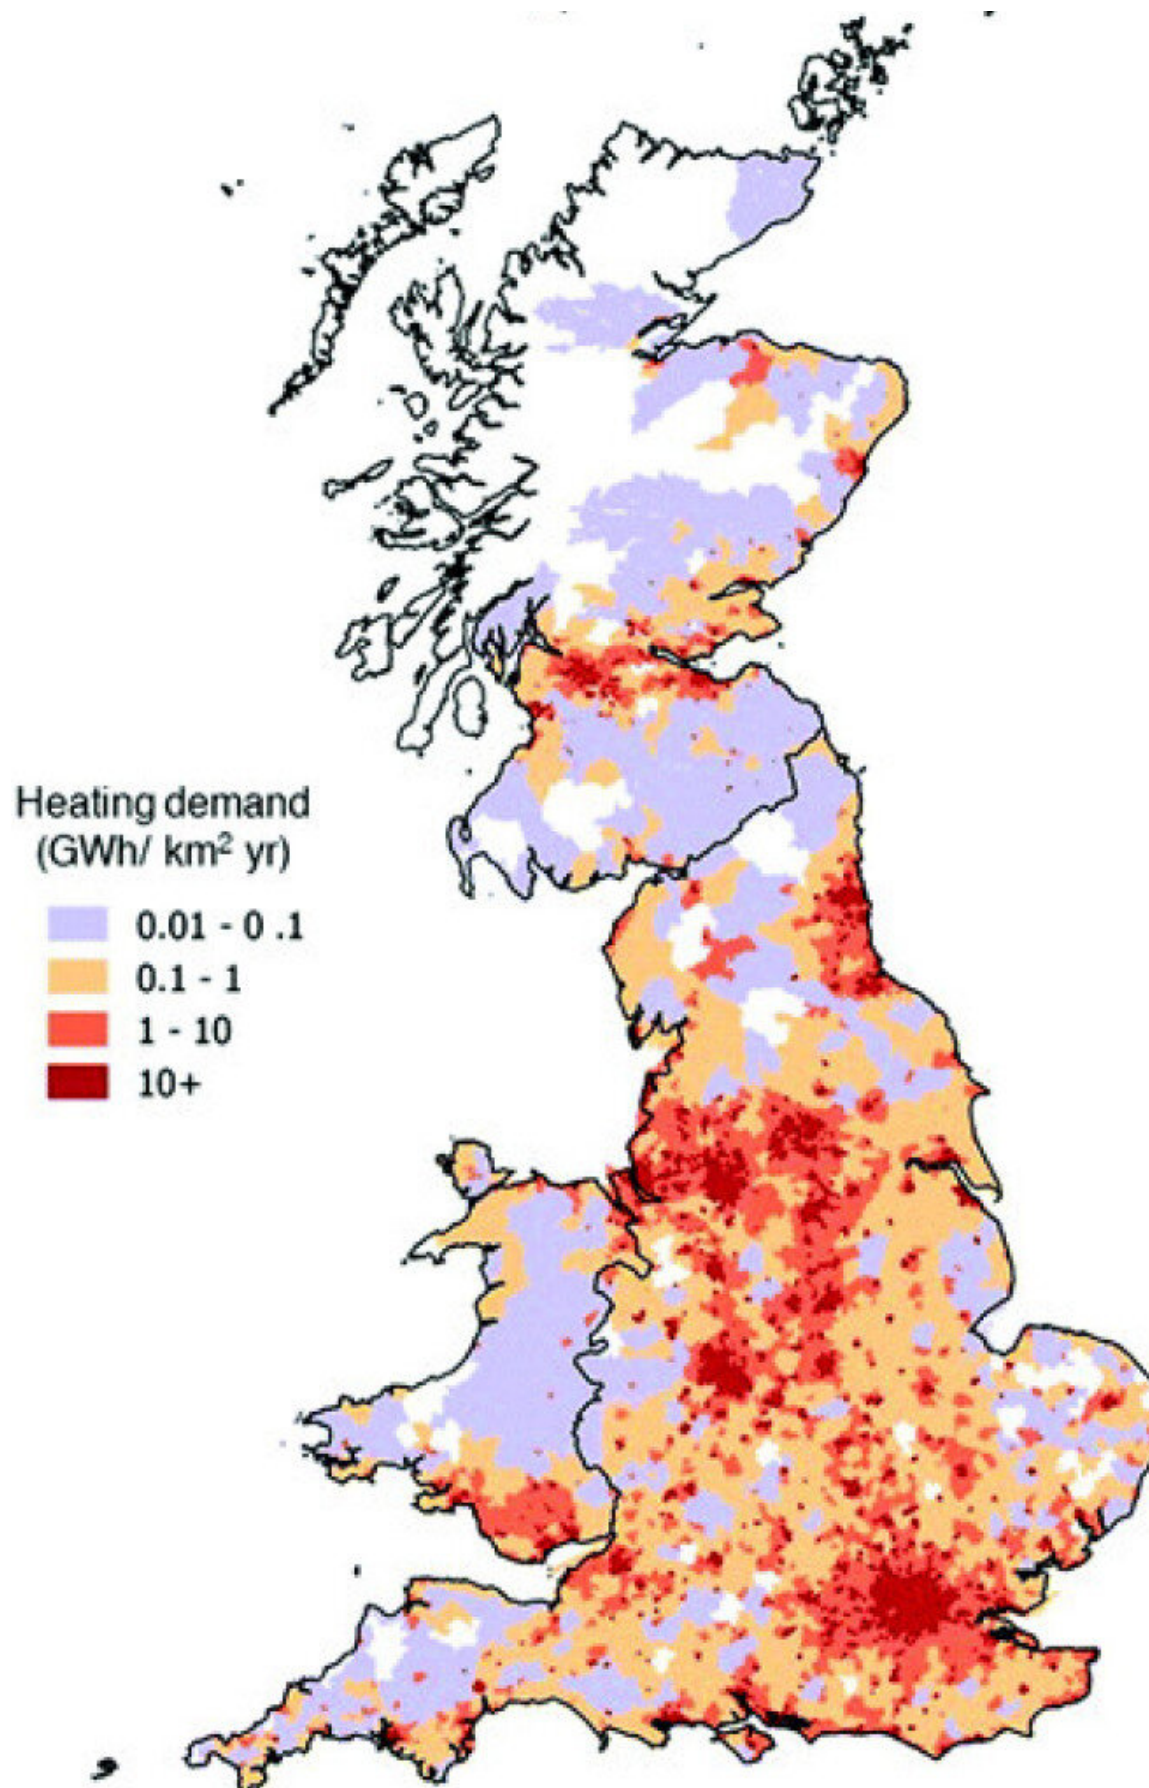 Heating demand
(GWh/ km² yr)
0.01 - 0 .1
0.1 - 1
1 - 10
10+